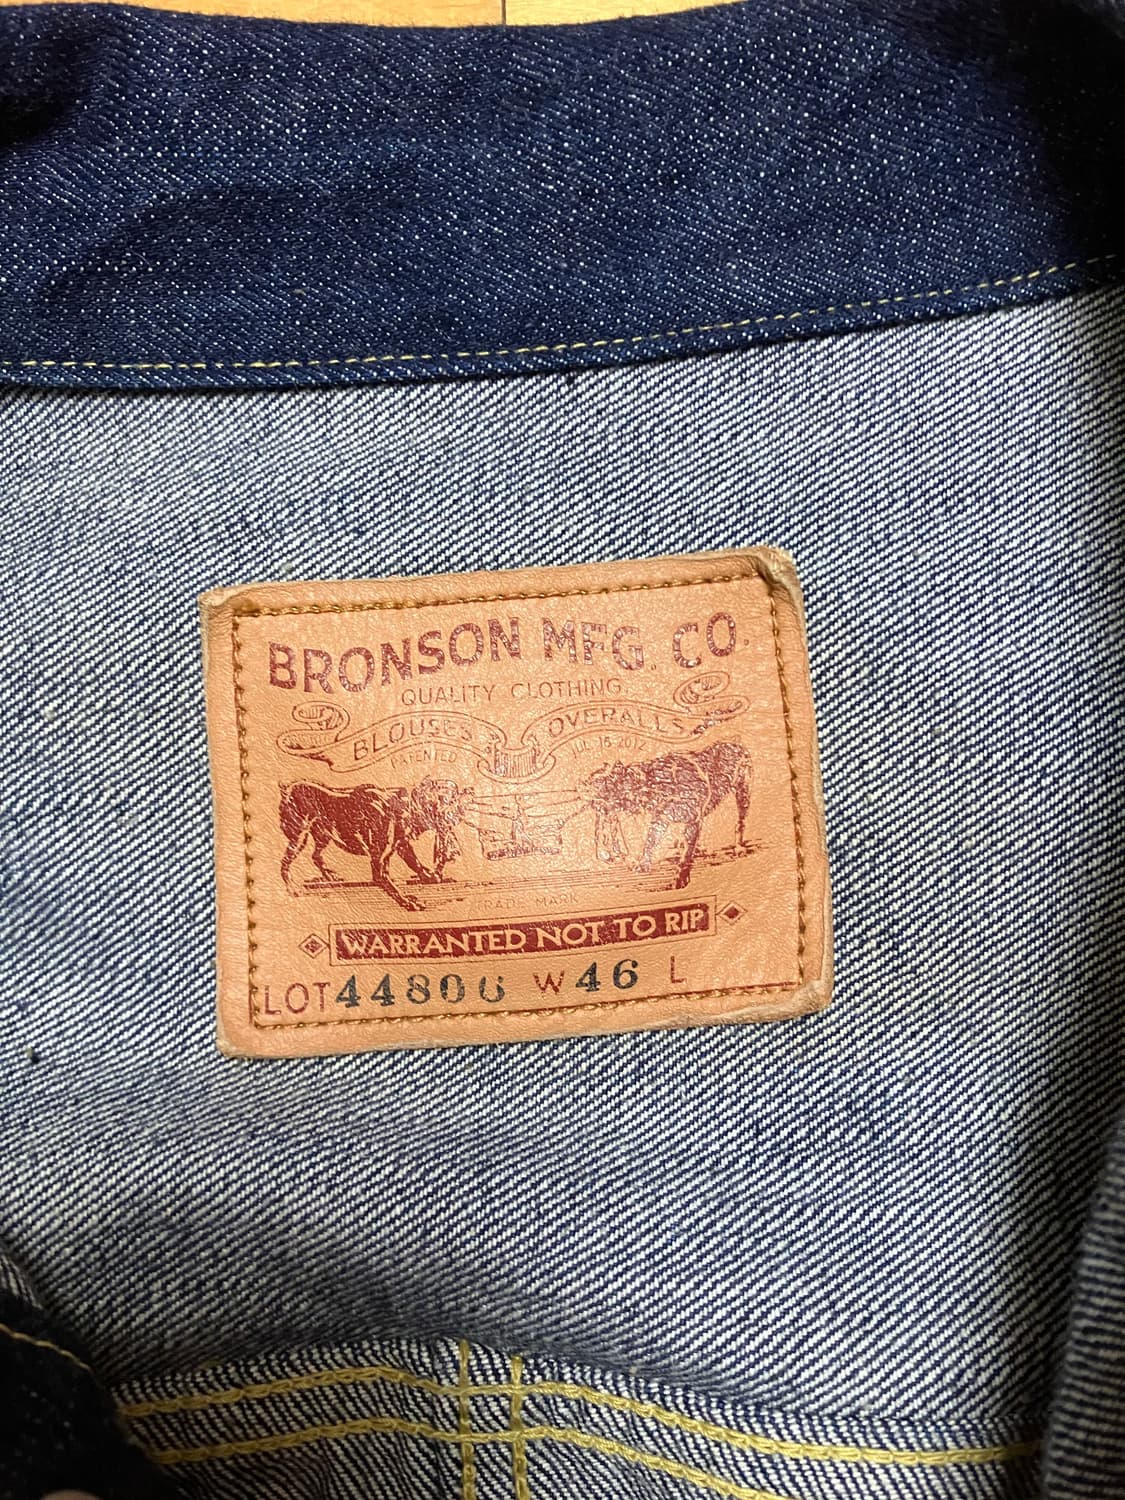 BRONSON MFG. CO.
QUALITY CLOTHING
BLOUSES OVERALLS
PATENTED JUL 15 2012
TRADE MARK
WARRANTED NOT TO RIP
LOT 44806 W 46 L